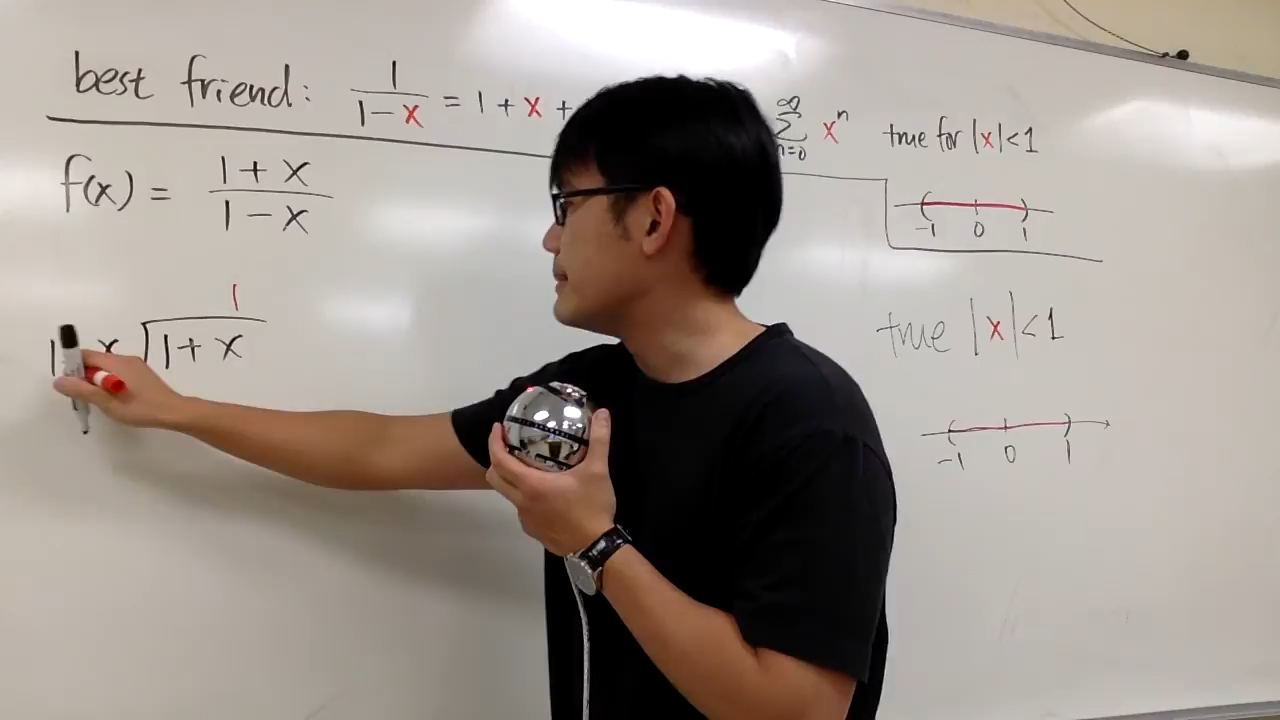 best friend: 1/(1-x) = 1 + x + ∑_{n=0}^{∞} x^n true for |x|<1
-1 0 1
f(x) = (1+x)/(1-x)
1
1 x 1+x
true |x|<1
-1 0 1